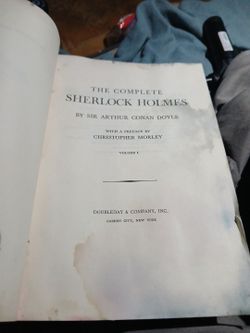 THE COMPLETE
SHERLOCK HOLMES
BY SIR ARTHUR CONAN DOYLE
WITH A PREFACE BY
CHRISTOPHER MORLEY
VOLUME I
DOUBLEDAY & COMPANY, INC.
GARDEN CITY, NEW YORK